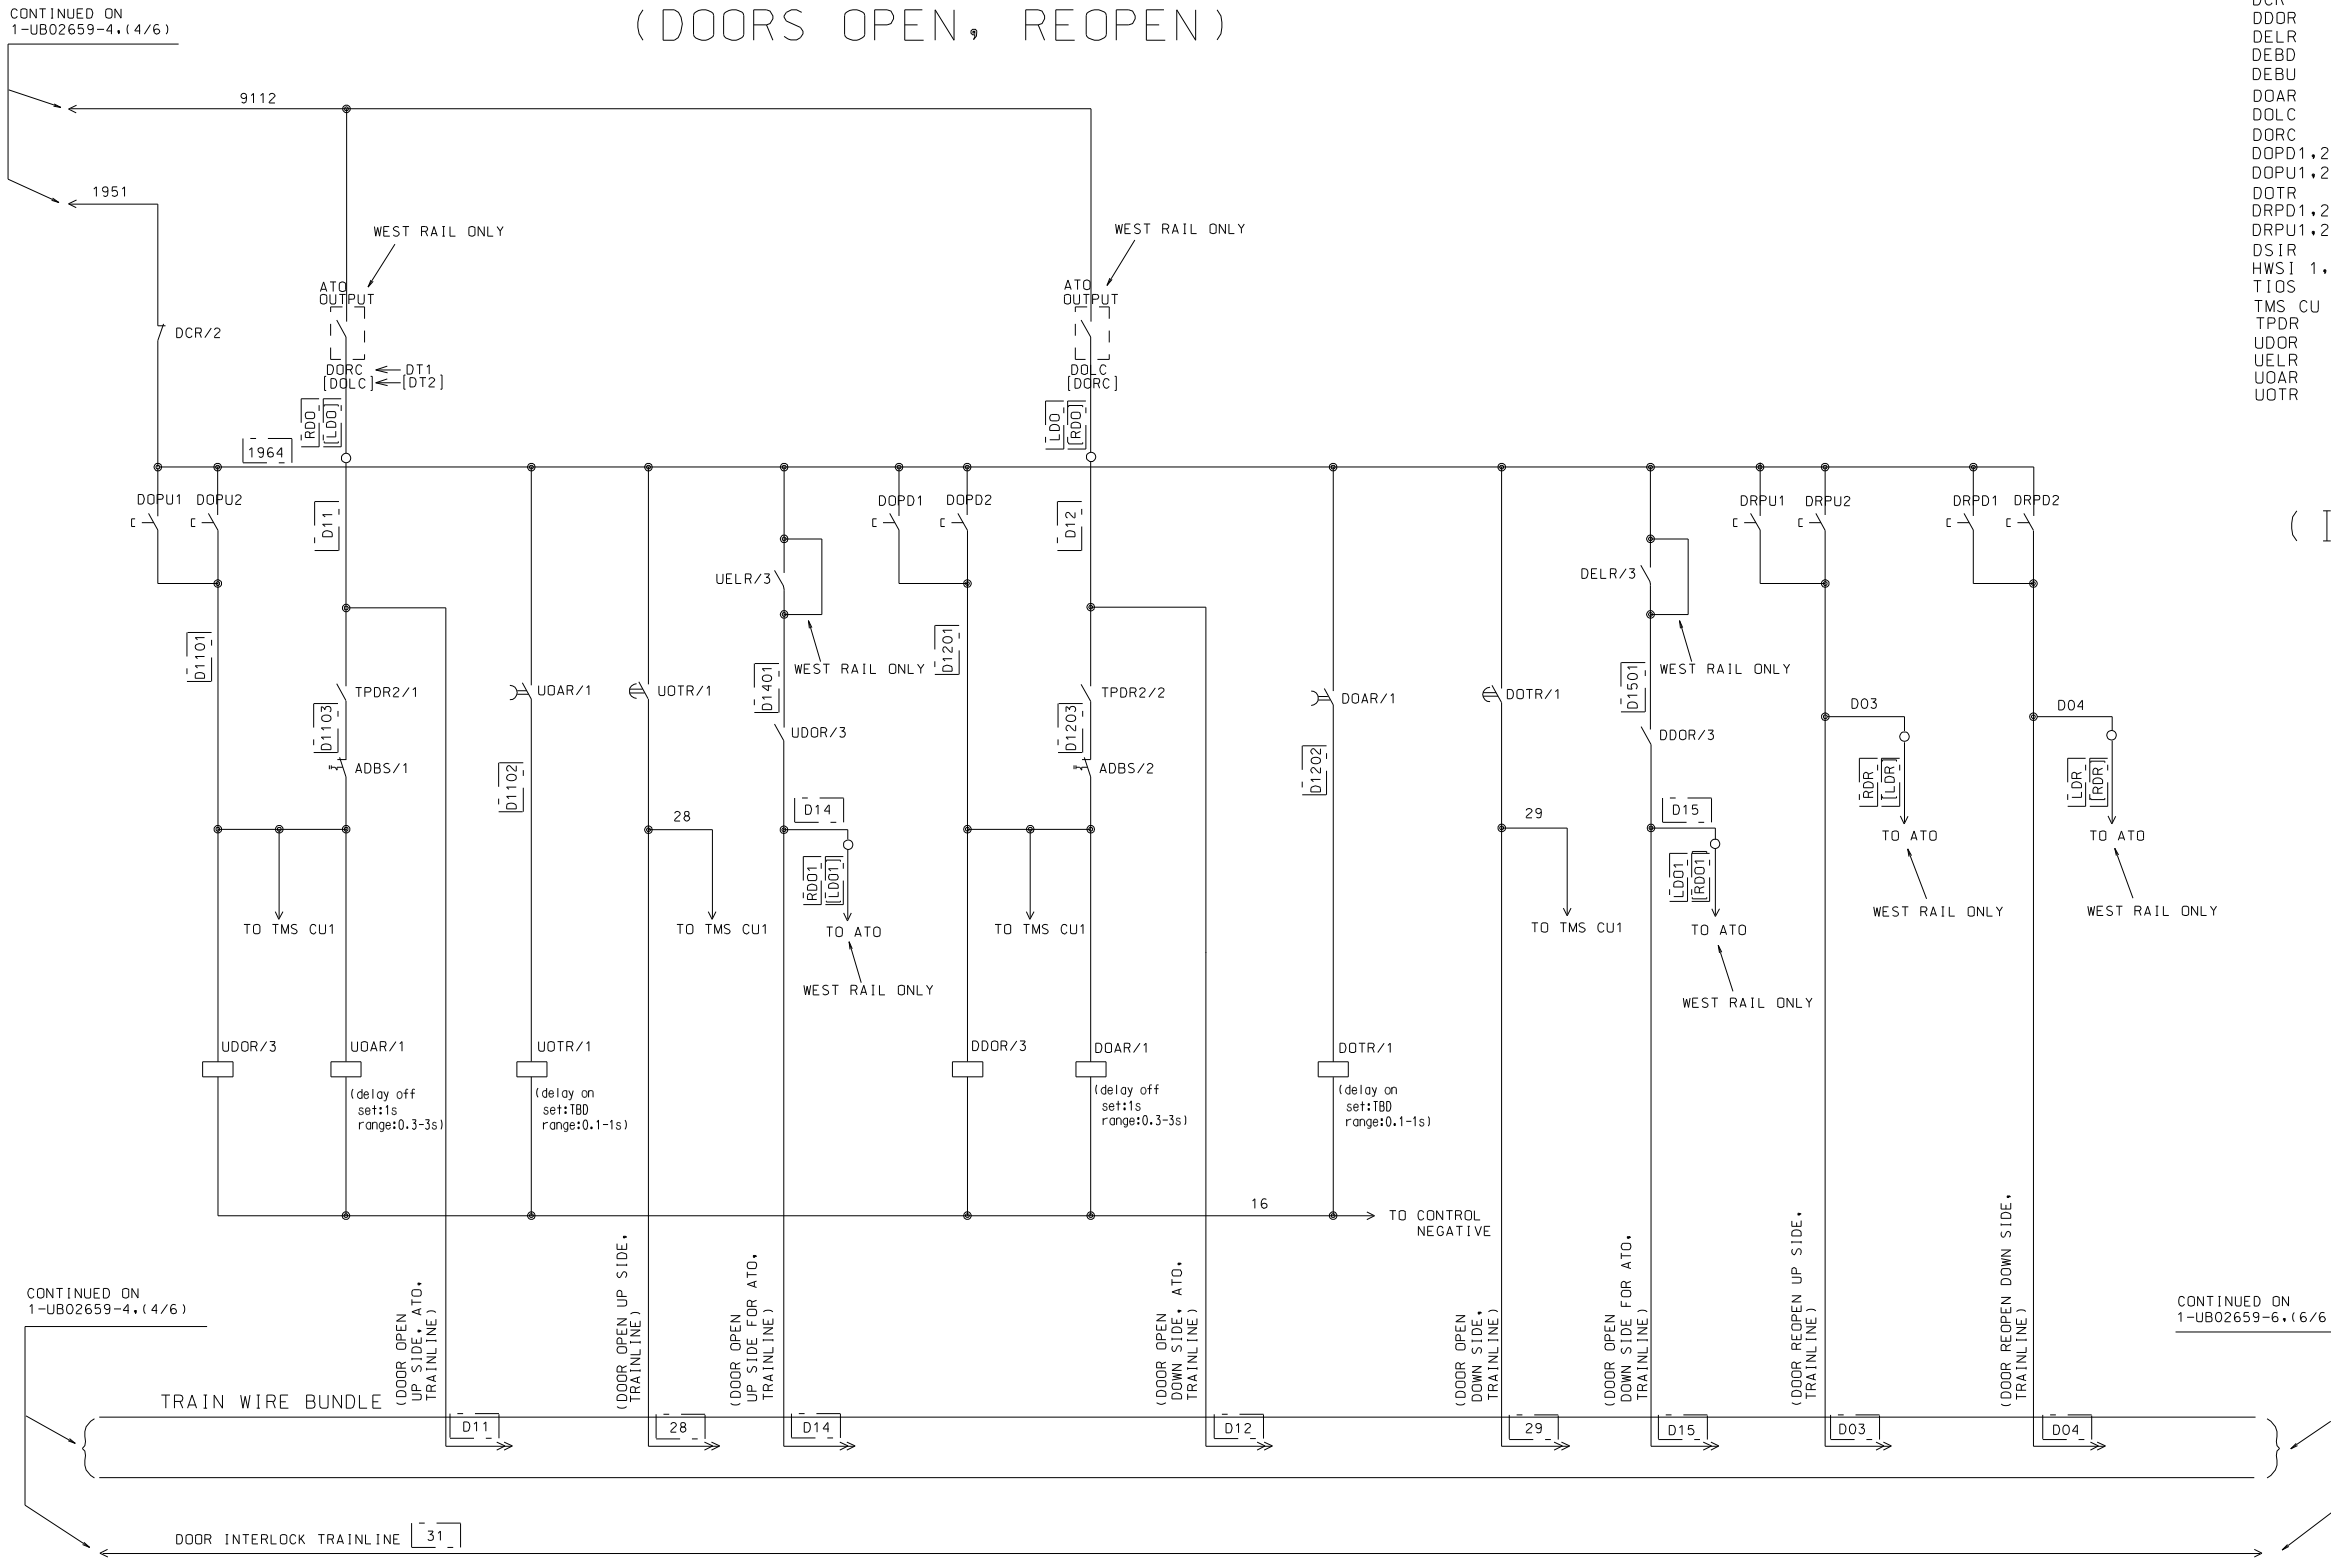 CONTINUED ON
1-UB02659-4,(4/6)
(DOORS OPEN, REOPEN)
DDOR
DELR
DEBD
DEBU
DOAR
DOLC
DORC
DOPD1,2
DOPU1,2
DOTR
DRPD1,2
DRPU1,2
DSIR
HWSI 1,
TIOS
TMS CU
TPDR
UDOR
UELR
UOAR
UOTR
9112
1951
WEST RAIL ONLY
WEST RAIL ONLY
ATO
OUTPUT
ATO
OUTPUT
DCR/2
DORC
[DOLC]
DT1
[DT2]
DOLC
[DORC]
RDO
[LDO]
LDO
[RDO]
1964
DOPU1
DOPU2
D11
DOPD1
DOPD2
D12
DRPU1
DRPU2
DRPD1
DRPD2
( I
UELR/3
DELR/3
D1101
WEST RAIL ONLY
D1201
WEST RAIL ONLY
TPDR2/1
UOAR/1
UOTR/1
D1401
TPDR2/2
DOAR/1
DOTR/1
D1501
D03
D04
D1103
UDOR/3
D1203
DDOR/3
ADBS/1
D1102
ADBS/2
D1202
RDR
[LDR]
LDR
[RDR]
28
D14
29
D15
TO ATO
TO ATO
RDO1
[LDO1]
LDO1
[RDO1]
WEST RAIL ONLY
WEST RAIL ONLY
TO TMS CU1
TO TMS CU1
TO ATO
TO TMS CU1
TO TMS CU1
TO ATO
WEST RAIL ONLY
WEST RAIL ONLY
UDOR/3
UOAR/1
UOTR/1
DDOR/3
DOAR/1
DOTR/1
(delay off
set:1s
range:0.3-3s)
(delay on
set:TBD
range:0.1-1s)
(delay off
set:1s
range:0.3-3s)
(delay on
set:TBD
range:0.1-1s)
16
TO CONTROL
NEGATIVE
CONTINUED ON
1-UB02659-4,(4/6)
(DOOR OPEN
UP SIDE, ATO,
TRAINLINE)
(DOOR OPEN UP SIDE,
TRAINLINE)
(DOOR OPEN
UP SIDE FOR ATO,
TRAINLINE)
(DOOR OPEN
DOWN SIDE, ATO,
TRAINLINE)
(DOOR OPEN
DOWN SIDE,
TRAINLINE)
(DOOR OPEN
DOWN SIDE FOR ATO,
TRAINLINE)
(DOOR REOPEN UP SIDE,
TRAINLINE)
(DOOR REOPEN DOWN SIDE,
TRAINLINE)
CONTINUED ON
1-UB02659-6,(6/6
TRAIN WIRE BUNDLE
D11
28
D14
D12
29
D15
D03
D04
DOOR INTERLOCK TRAINLINE
31